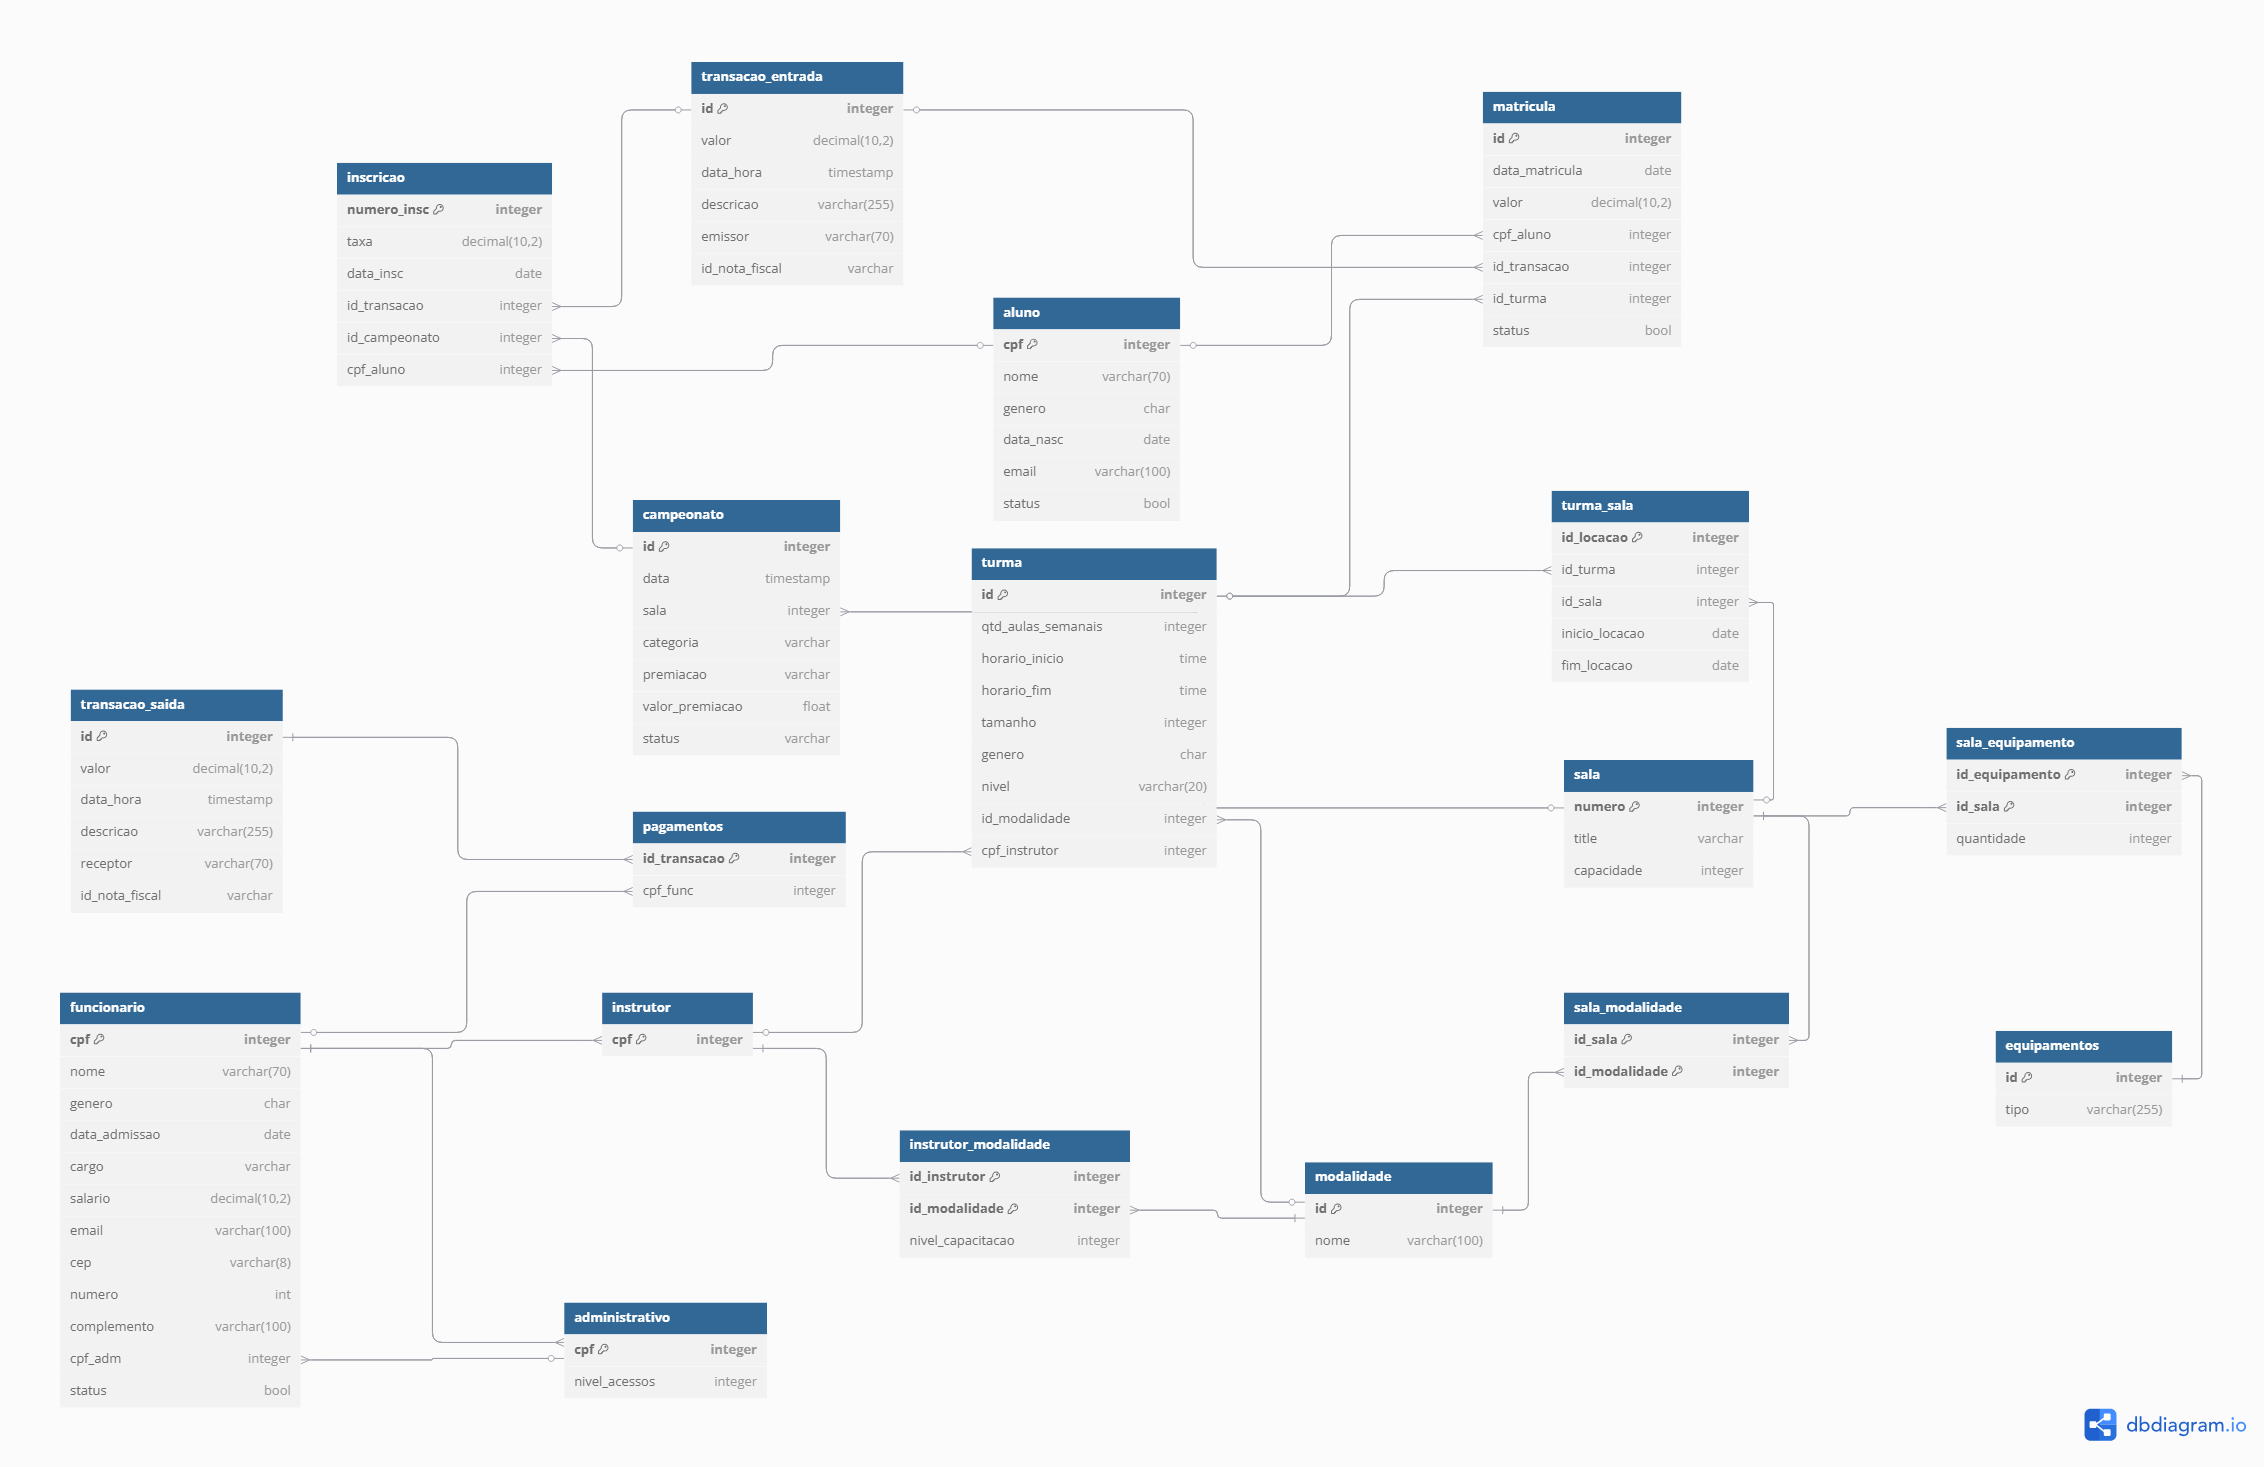 transacao_entrada
id integer
valor decimal(10,2)
data_hora timestamp
descricao varchar(255)
emissor varchar(70)
id_nota_fiscal varchar
matricula
id integer
data_matricula date
valor decimal(10,2)
cpf_aluno integer
id_transacao integer
id_turma integer
status bool
inscricao
numero_insc integer
taxa decimal(10,2)
data_insc date
id_transacao integer
id_campeonato integer
cpf_aluno integer
aluno
cpf integer
nome varchar(70)
genero char
data_nasc date
email varchar(100)
status bool
campeonato
id integer
data timestamp
sala integer
categoria varchar
premiacao varchar
valor_premiacao float
status varchar
turma
id integer
qtd_aulas_semanais integer
horario_inicio time
horario_fim time
tamanho integer
genero char
nivel varchar(20)
id_modalidade integer
cpf_instrutor integer
turma_sala
id_locacao integer
id_turma integer
id_sala integer
inicio_locacao date
fim_locacao date
transacao_saida
id integer
valor decimal(10,2)
data_hora timestamp
descricao varchar(255)
receptor varchar(70)
id_nota_fiscal varchar
pagamentos
id_transacao integer
cpf_func integer
sala
numero integer
title varchar
capacidade integer
sala_equipamento
id_equipamento integer
id_sala integer
quantidade integer
funcionario
cpf integer
nome varchar(70)
genero char
data_admissao date
cargo varchar
salario decimal(10,2)
email varchar(100)
cep varchar(8)
numero int
complemento varchar(100)
cpf_adm integer
status bool
instrutor
cpf integer
sala_modalidade
id_sala integer
id_modalidade integer
equipamentos
id integer
tipo varchar(255)
instrutor_modalidade
id_instrutor integer
id_modalidade integer
nivel_capacitacao integer
modalidade
id integer
nome varchar(100)
administrativo
cpf integer
nivel_acessos integer
dbdiagram.io